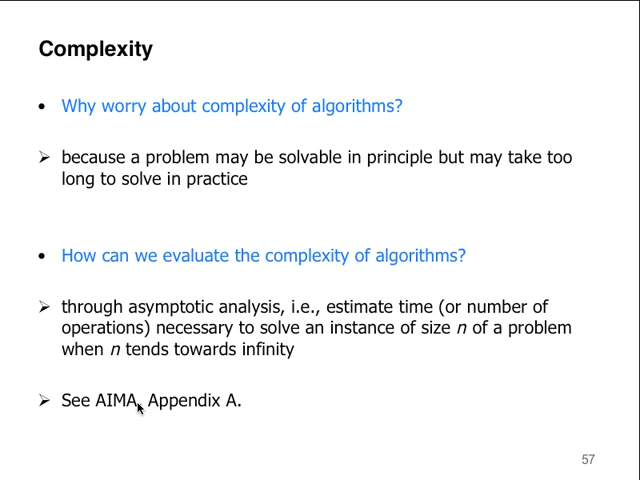 Complexity
• Why worry about complexity of algorithms?
➢ because a problem may be solvable in principle but may take too
long to solve in practice
• How can we evaluate the complexity of algorithms?
➢ through asymptotic analysis, i.e., estimate time (or number of
operations) necessary to solve an instance of size n of a problem
when n tends towards infinity
➢ See AIMA, Appendix A.
57